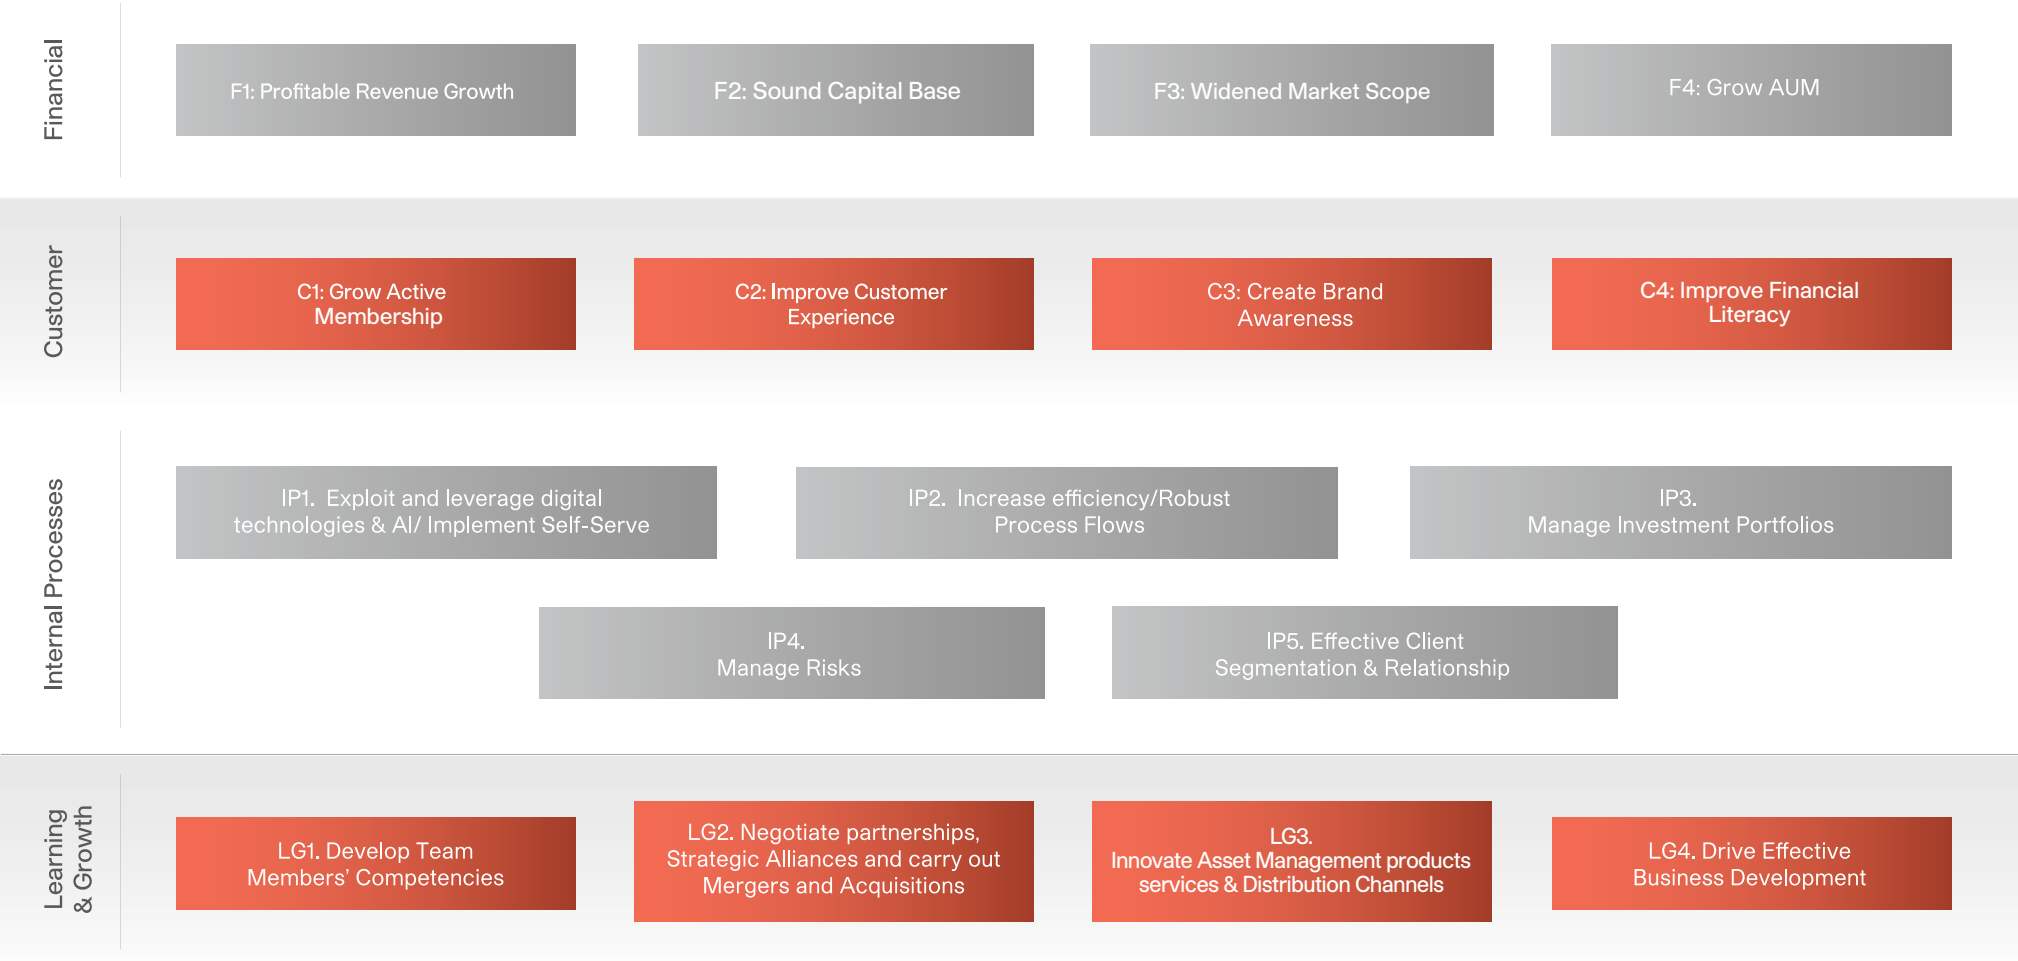 Financial
F1: Profitable Revenue Growth
F2: Sound Capital Base
F3: Widened Market Scope
F4: Grow AUM
Customer
C1: Grow Active
Membership
C2: Improve Customer
Experience
C3: Create Brand
Awareness
C4: Improve Financial
Literacy
Internal Processes
IP1. Exploit and leverage digital
technologies & AI/ Implement Self-Serve
IP2. Increase efficiency/Robust
Process Flows
IP3.
Manage Investment Portfolios
IP4.
Manage Risks
IP5. Effective Client
Segmentation & Relationship
Learning
& Growth
LG1. Develop Team
Members’ Competencies
LG2. Negotiate partnerships,
Strategic Alliances and carry out
Mergers and Acquisitions
LG3.
Innovate Asset Management products
services & Distribution Channels
LG4. Drive Effective
Business Development